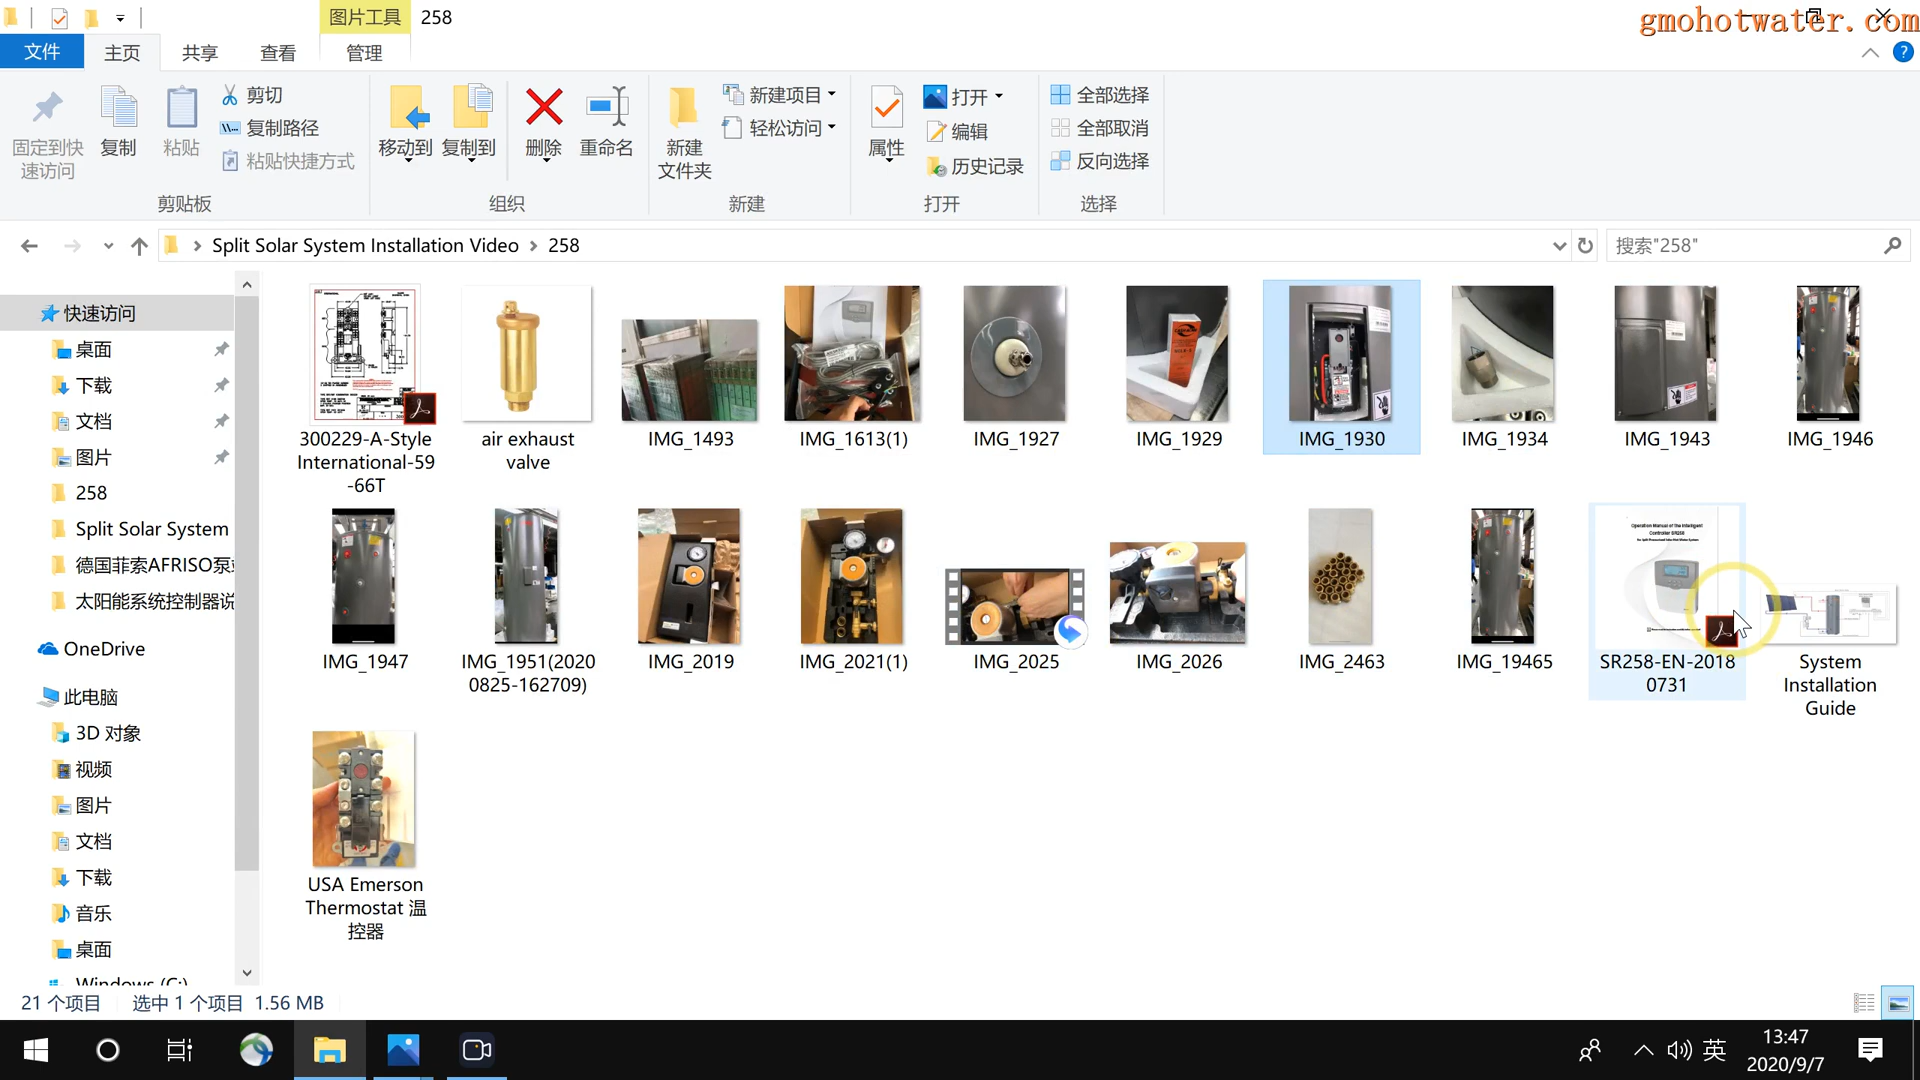 图片工具
258
gmohotwater.com
文件
主页
共享
查看
管理
固定到快
速访问
复制
粘贴
剪切
复制路径
粘贴快捷方式
剪贴板
移动到
复制到
删除
重命名
组织
新建
文件夹
新建项目
轻松访问
新建
属性
打开
编辑
历史记录
打开
全部选择
全部取消
反向选择
选择
Split Solar System Installation Video
258
搜索"258"
快速访问
桌面
下载
文档
图片
258
Split Solar System
德国菲索AFRISO泵
太阳能系统控制器说
OneDrive
此电脑
3D 对象
视频
图片
文档
下载
音乐
桌面
Windows (C:)
300229-A-Style
International-59
-66T
air exhaust
valve
IMG_1493
IMG_1613(1)
IMG_1927
IMG_1929
IMG_1930
IMG_1934
IMG_1943
IMG_1946
IMG_1947
IMG_1951(2020
0825-162709)
IMG_2019
IMG_2021(1)
IMG_2025
IMG_2026
IMG_2463
IMG_19465
Operation Manual of the Intelligent
Controller SR258
SR258-EN-2018
0731
System
Installation
Guide
USA Emerson
Thermostat 温
控器
21 个项目
选中 1 个项目 1.56 MB
英
13:47
2020/9/7